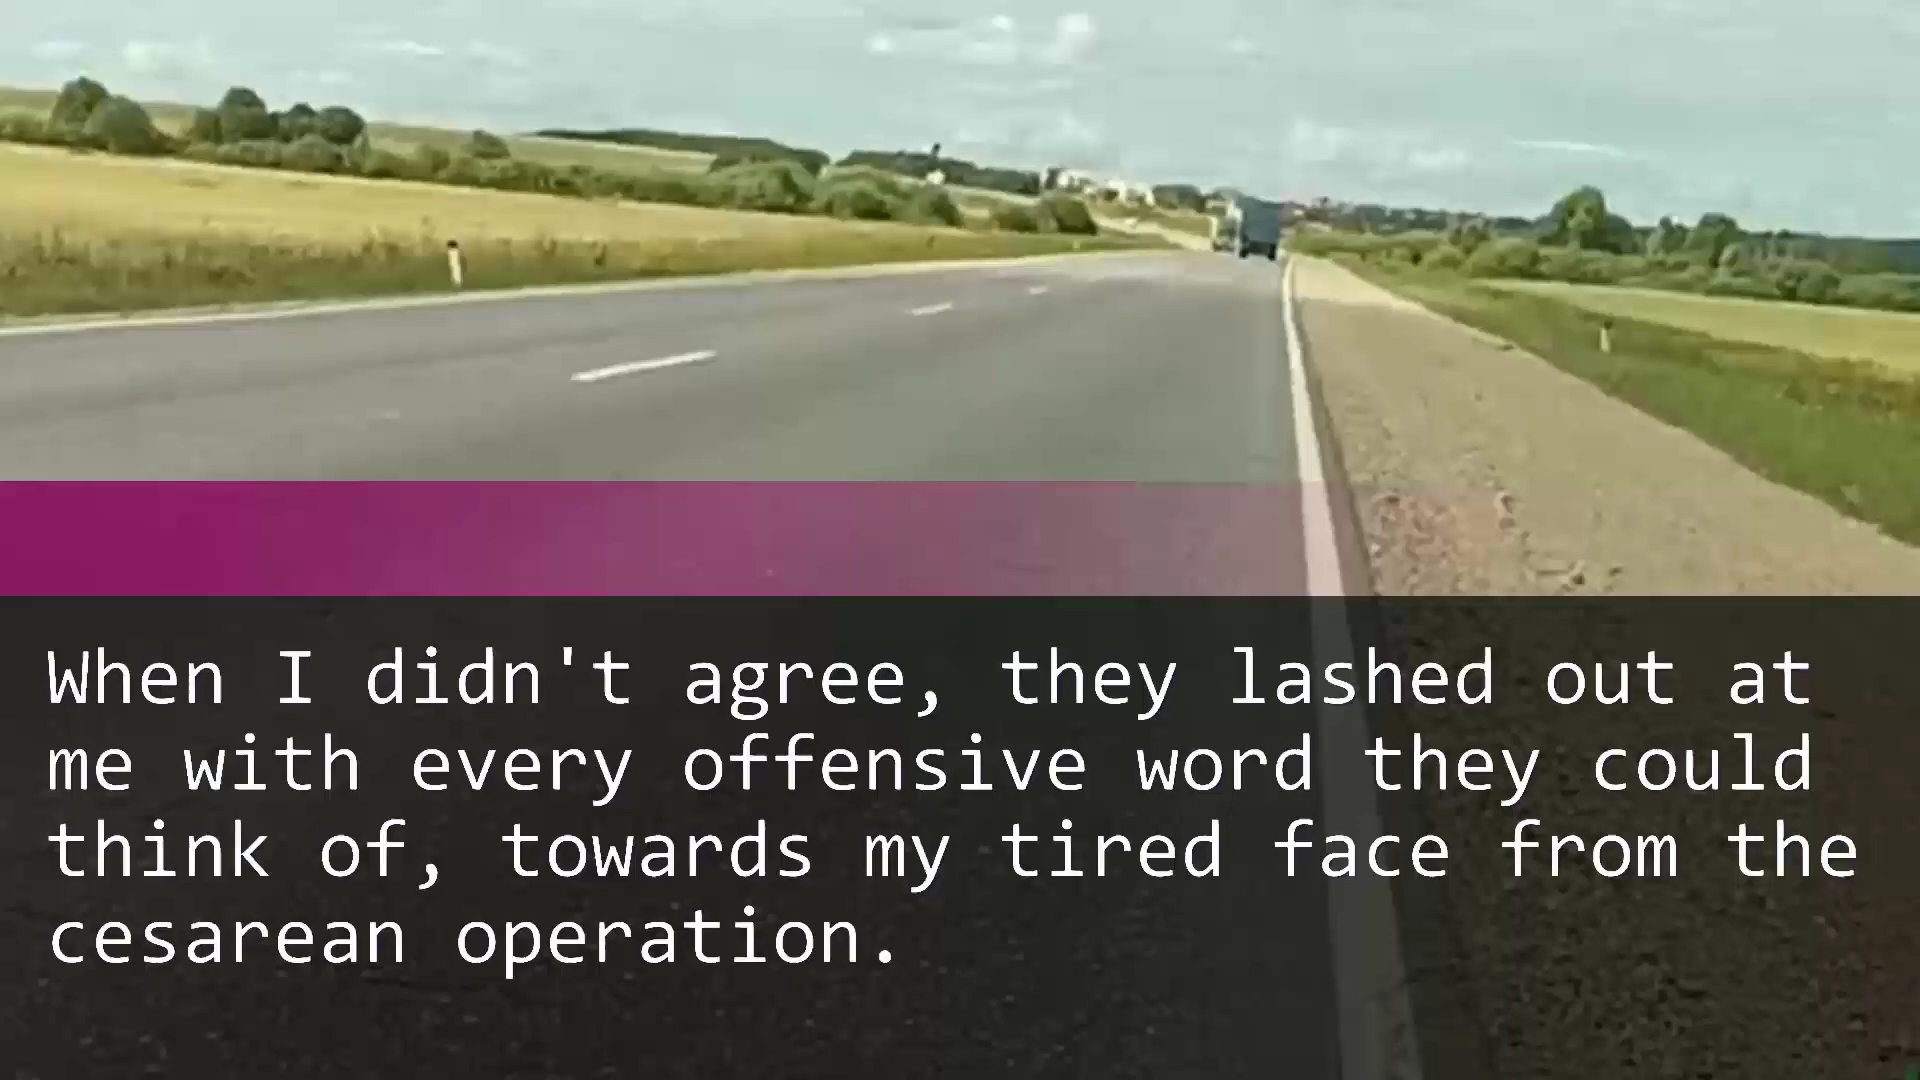 When I didn't agree, they lashed out at
me with every offensive word they could
think of, towards my tired face from the
cesarean operation.